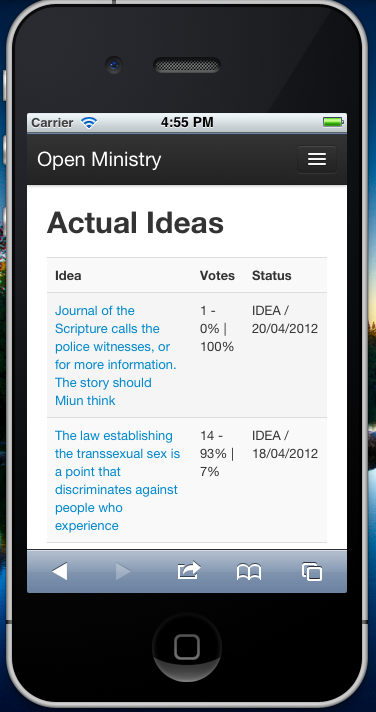 Carrier 4:55 PM
Open Ministry
Actual Ideas
Idea Votes Status
Journal of the
Scripture calls the
police witnesses, or
for more information.
The story should
Miun think
1 -
0% |
100%
IDEA /
20/04/2012
The law establishing
the transsexual sex is
a point that
discriminates against
people who
experience
14 -
93% |
7%
IDEA /
18/04/2012